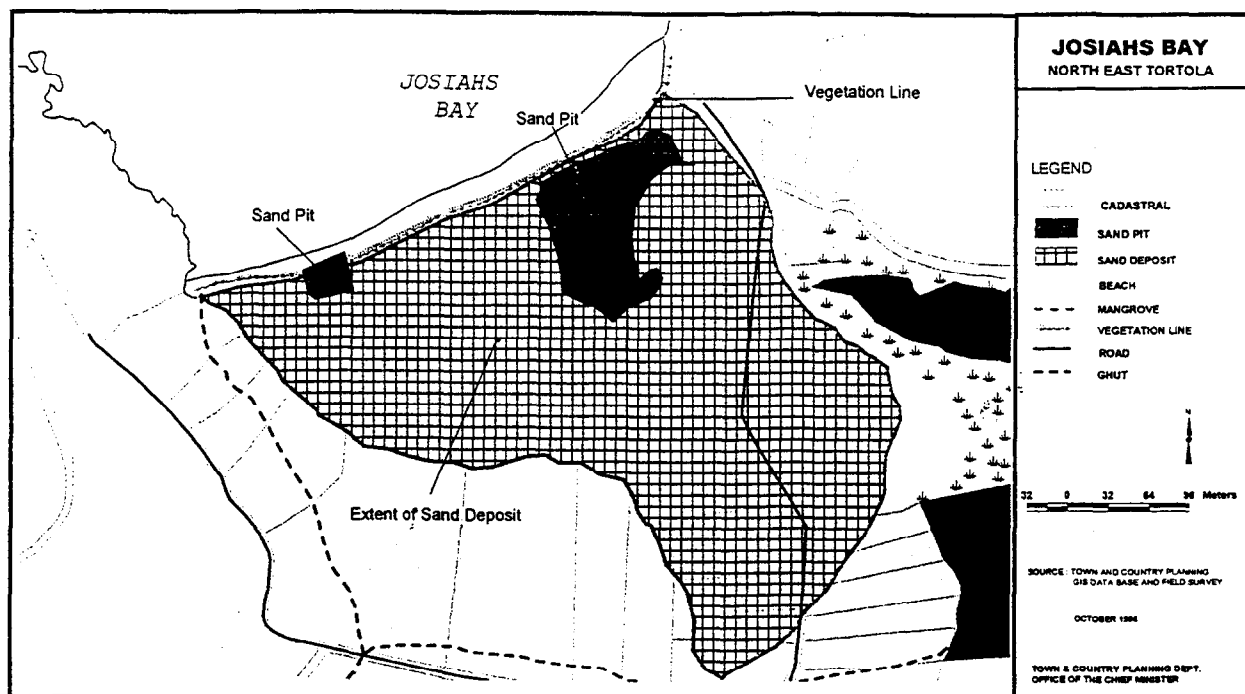 JOSIAHS
BAY
Vegetation Line
Sand Pit
Sand Pit
Extent of Sand Deposit
JOSIAHS BAY
NORTH EAST TORTOLA
LEGEND
CADASTRAL
SAND PIT
SAND DEPOSIT
BEACH
MANGROVE
VEGETATION LINE
ROAD
GHUT
N
32 0 32 64 96 Meters
SOURCE: TOWN AND COUNTRY PLANNING
GIS DATA BASE AND FIELD SURVEY
OCTOBER
TOWN & COUNTRY PLANNING DEPT.
OFFICE OF THE CHIEF MINISTER